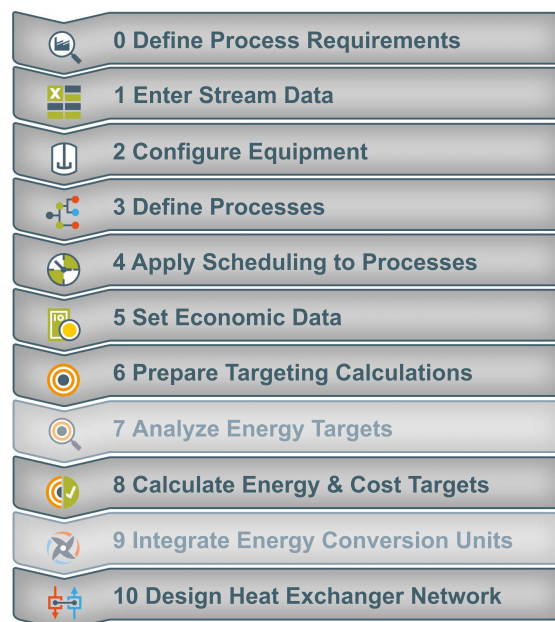 0 Define Process Requirements
1 Enter Stream Data
2 Configure Equipment
3 Define Processes
4 Apply Scheduling to Processes
5 Set Economic Data
6 Prepare Targeting Calculations
7 Analyze Energy Targets
8 Calculate Energy & Cost Targets
9 Integrate Energy Conversion Units
10 Design Heat Exchanger Network